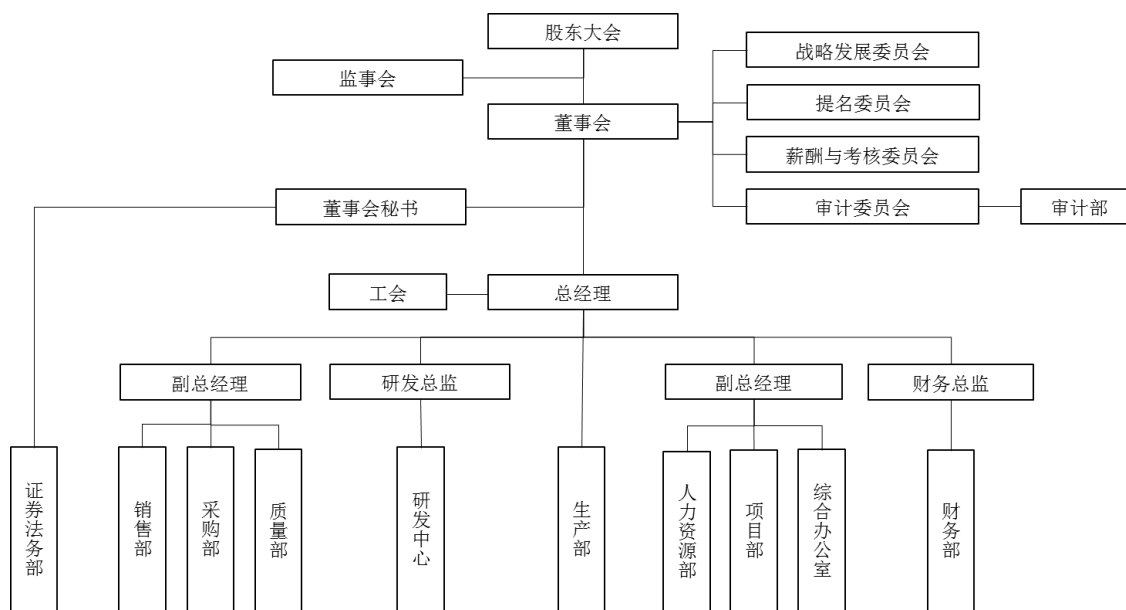 股东大会
战略发展委员会
监事会
提名委员会
董事会
薪酬与考核委员会
董事会秘书
审计委员会
审计部
工会
总经理
副总经理
研发总监
副总经理
财务总监
证券法务部
销售部
采购部
质量部
研发中心
生产部
人力资源部
项目部
综合办公室
财务部